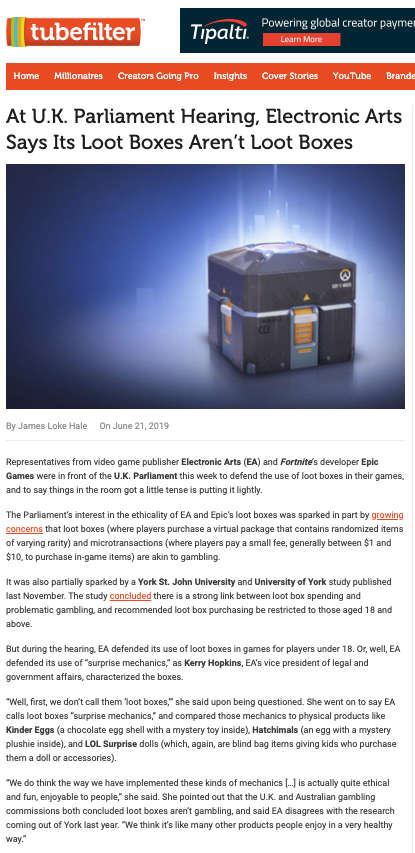 tubefilter™
Tipalti. Powering global creator payme
Learn More
Home Millionaires Creators Going Pro Insights Cover Stories YouTube Brande
At U.K. Parliament Hearing, Electronic Arts
Says Its Loot Boxes Aren’t Loot Boxes
By James Loke Hale On June 21, 2019
Representatives from video game publisher Electronic Arts (EA) and Fortnite’s developer Epic
Games were in front of the U.K. Parliament this week to defend the use of loot boxes in their games,
and to say things in the room got a little tense is putting it lightly.
The Parliament’s interest in the ethicality of EA and Epic’s loot boxes was sparked in part by growing
concerns that loot boxes (where players purchase a virtual package that contains randomized items
of varying rarity) and microtransactions (where players pay a small fee, generally between $1 and
$10, to purchase in-game items) are akin to gambling.
It was also partially sparked by a York St. John University and University of York study published
last November. The study concluded there is a strong link between loot box spending and
problematic gambling, and recommended loot box purchasing be restricted to those aged 18 and
above.
But during the hearing, EA defended its use of loot boxes in games for players under 18. Or, well, EA
defended its use of “surprise mechanics,” as Kerry Hopkins, EA’s vice president of legal and
government affairs, characterized the boxes.
“Well, first, we don’t call them ‘loot boxes,’” she said upon being questioned. She went on to say EA
calls loot boxes “surprise mechanics,” and compared those mechanics to physical products like
Kinder Eggs (a chocolate egg shell with a mystery toy inside), Hatchimals (an egg with a mystery
plushie inside), and LOL Surprise dolls (which, again, are blind bag items giving kids who purchase
them a doll or accessories).
“We do think the way we have implemented these kinds of mechanics [...] is actually quite ethical
and fun, enjoyable to people,” she said. She pointed out that the U.K. and Australian gambling
commissions both concluded loot boxes aren’t gambling, and said EA disagrees with the research
coming out of York last year. “We think it’s like many other products people enjoy in a very healthy
way.”